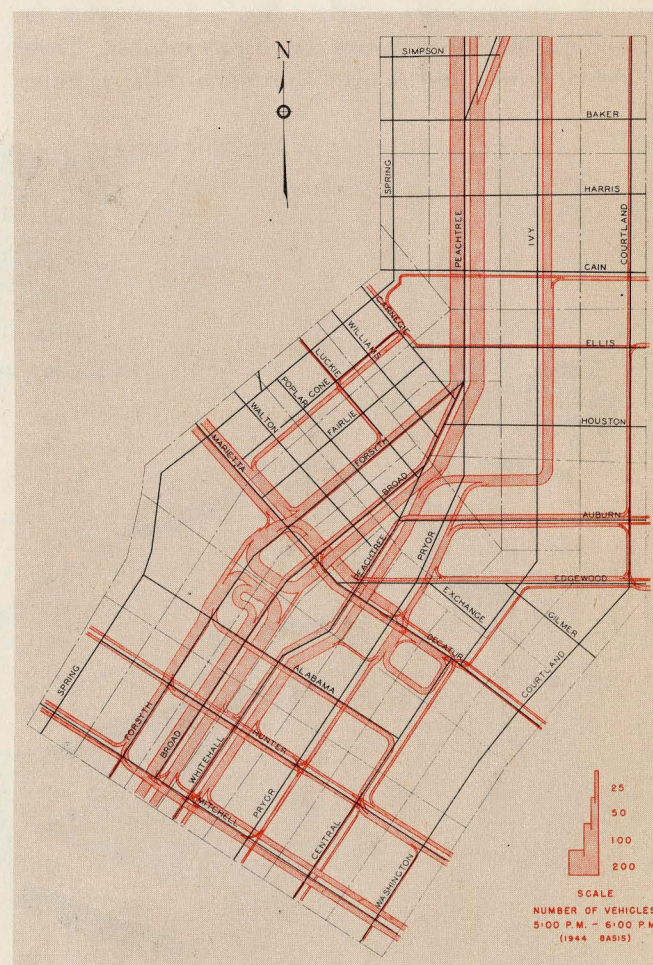 N
SIMPSON
BAKER
SPRING
HARRIS
PEACHTREE
IVY
COURTLAND
CAIN
CARNEGIE
WILLIAMS
ELLIS
LUCKIE
CONE
POPLAR
WALTON
FAIRLIE
HOUSTON
MARIETTA
FORSYTH
BROAD
AUBURN
PEACHTREE
PRYOR
EDGEWOOD
EXCHANGE
GILMER
DECATUR
COURTLAND
SPRING
ALABAMA
FORSYTH
BROAD
HUNTER
WHITEHALL
MITCHELL
PRYOR
CENTRAL
WASHINGTON
25
50
100
200
SCALE
NUMBER OF VEHICLES
5:00 P.M. - 6:00 P.M
(1944 BASIS)